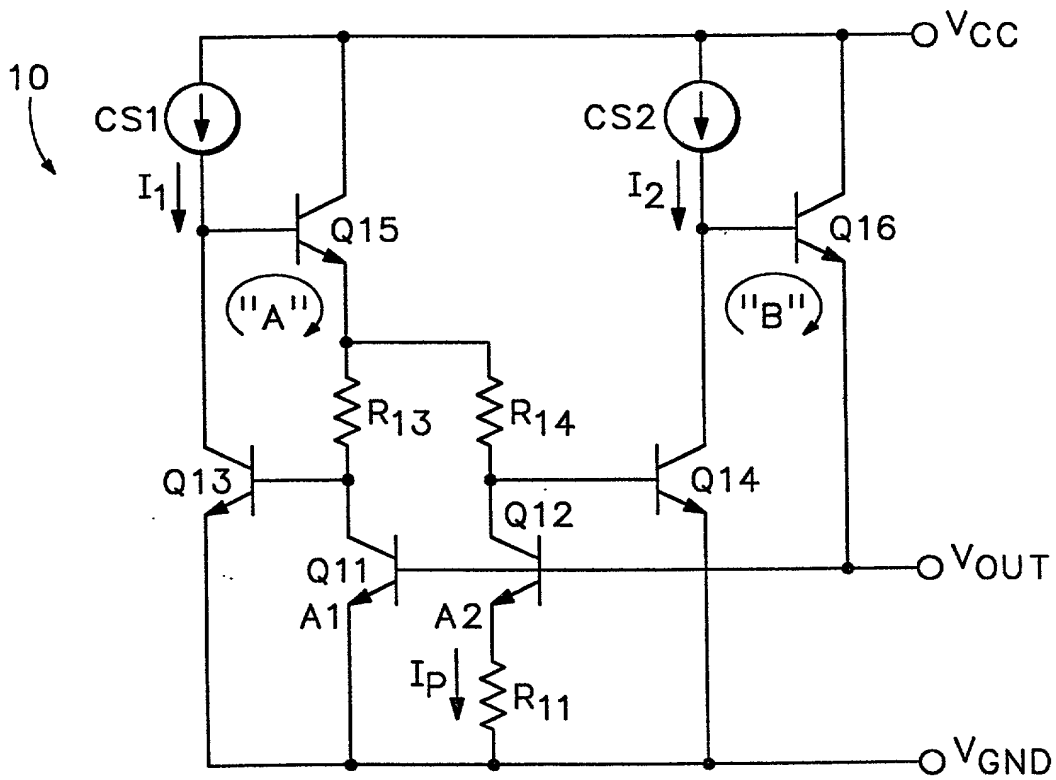 VCC
10
CS1
CS2
I1
I2
Q15
Q16
"A"
"B"
R13
R14
Q13
Q14
Q12
Q11
VOUT
A1
A2
IP
R11
VGND